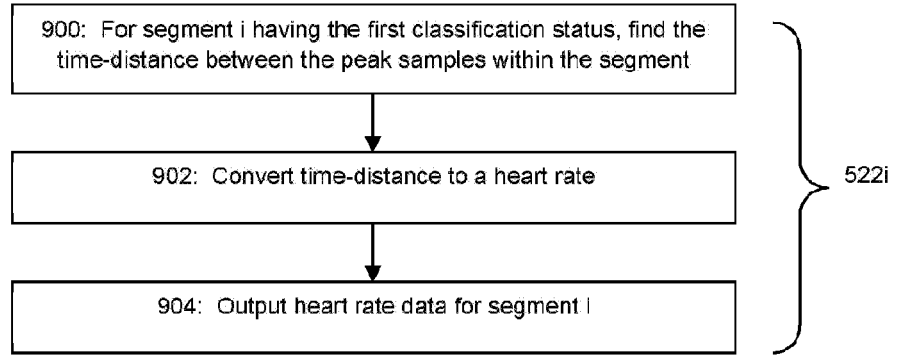 900: For segment i having the first classification status, find the
time-distance between the peak samples within the segment
902: Convert time-distance to a heart rate
522i
904: Output heart rate data for segment i